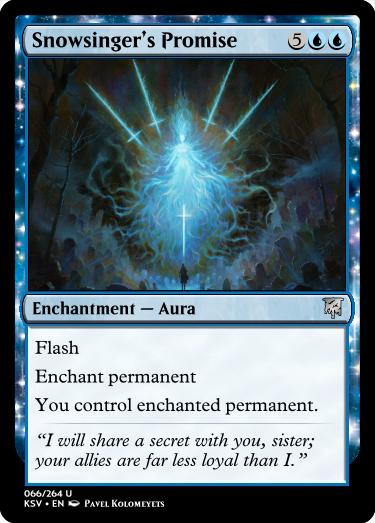 Snowsinger's Promise 5
Enchantment — Aura
Flash
Enchant permanent
You control enchanted permanent.
“I will share a secret with you, sister;
your allies are far less loyal than I.”
066/264 U
KSV • EN Pavel Kolomeyets